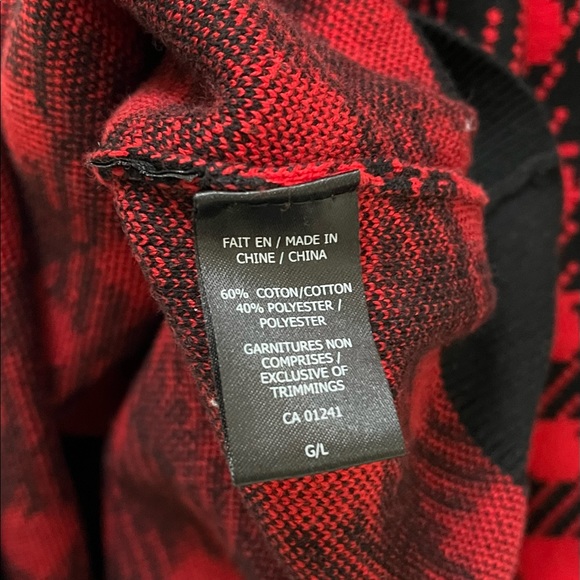 FAIT EN / MADE IN
CHINE / CHINA
60% COTON/COTTON
40% POLYESTER /
POLYESTER
GARNITURES NON
COMPRISES /
EXCLUSIVE OF
TRIMMINGS
CA 01241
G/L